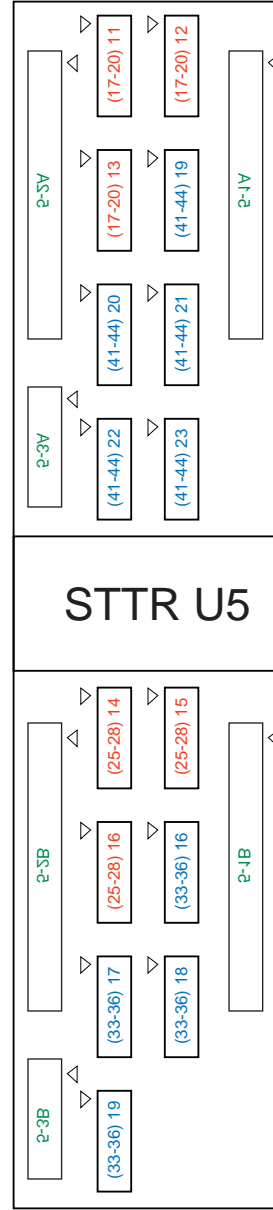 5-2A
(17-20) 11
(17-20) 12
(17-20) 13
(41-44) 19
5-1A
(41-44) 20
(41-44) 21
5-3A
(41-44) 22
(41-44) 23
STTR U5
5-2B
(25-28) 14
(25-28) 15
(25-28) 16
(33-36) 16
5-1B
(33-36) 17
(33-36) 18
5-3B
(33-36) 19